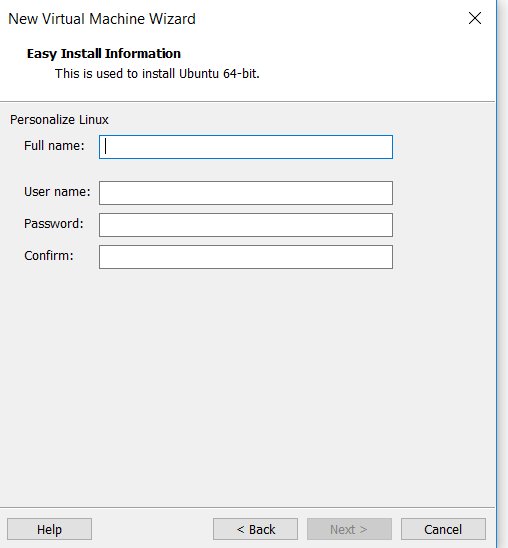 New Virtual Machine Wizard
Easy Install Information
This is used to install Ubuntu 64-bit.
Personalize Linux
Full name:
User name:
Password:
Confirm:
Help
< Back
Next >
Cancel